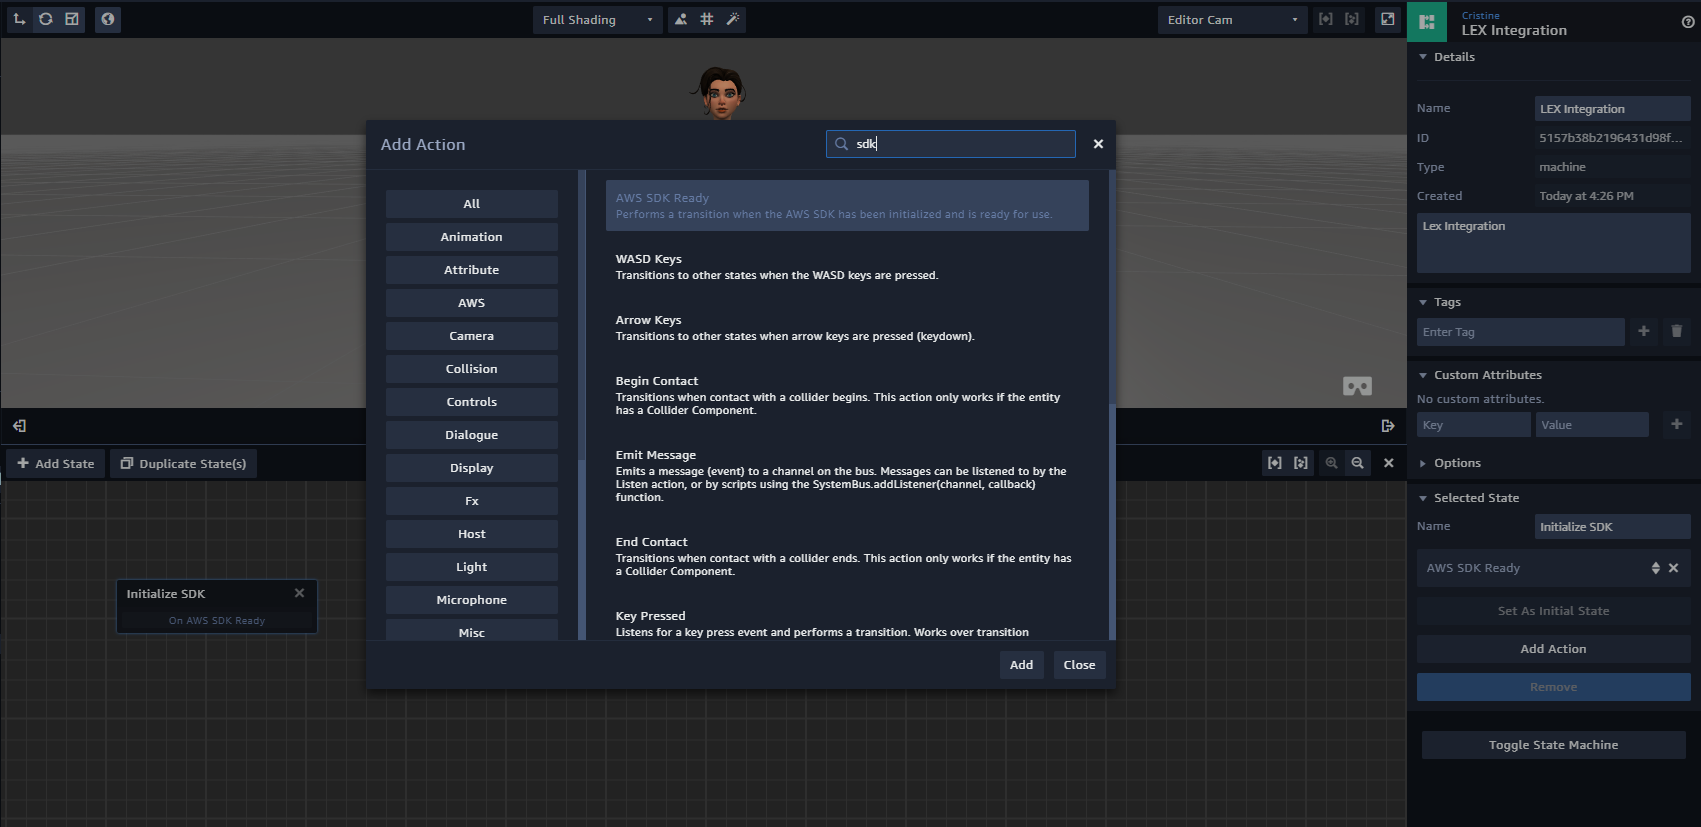 Full Shading
Editor Cam
Cristine
LEX Integration
Details
Name
LEX Integration
ID
5157b38b2196431d98f...
Type
machine
Created
Today at 4:26 PM
Lex Integration
Tags
Enter Tag
Custom Attributes
No custom attributes.
Key
Value
Options
Selected State
Name
Initialize SDK
AWS SDK Ready
Set As Initial State
Add Action
Remove
Toggle State Machine
Add Action
sdk
All
Animation
Attribute
AWS
Camera
Collision
Controls
Dialogue
Display
Fx
Host
Light
Microphone
Misc
AWS SDK Ready
Performs a transition when the AWS SDK has been initialized and is ready for use.
WASD Keys
Transitions to other states when the WASD keys are pressed.
Arrow Keys
Transitions to other states when arrow keys are pressed (keydown).
Begin Contact
Transitions when contact with a collider begins. This action only works if the entity
has a Collider Component.
Emit Message
Emits a message (event) to a channel on the bus. Messages can be listened to by the
Listen action, or by scripts using the SystemBus.addListener(channel, callback)
function.
End Contact
Transitions when contact with a collider ends. This action only works if the entity has
a Collider Component.
Key Pressed
Listens for a key press event and performs a transition. Works over transition
Add
Close
Add State
Duplicate State(s)
Initialize SDK
On AWS SDK Ready